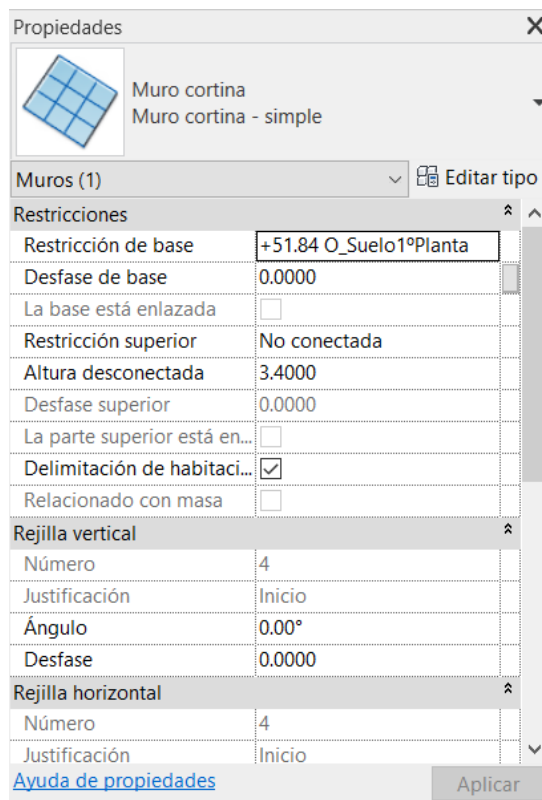 Propiedades
Muro cortina
Muro cortina - simple
Muros (1)
Editar tipo
Restricciones
Restricción de base +51.84 O_Suelo1ºPlanta
Desfase de base 0.0000
La base está enlazada
Restricción superior No conectada
Altura desconectada 3.4000
Desfase superior 0.0000
La parte superior está en...
Delimitación de habitaci...
Relacionado con masa
Rejilla vertical
Número 4
Justificación Inicio
Ángulo 0.00°
Desfase 0.0000
Rejilla horizontal
Número 4
Justificación Inicio
Ayuda de propiedades Aplicar